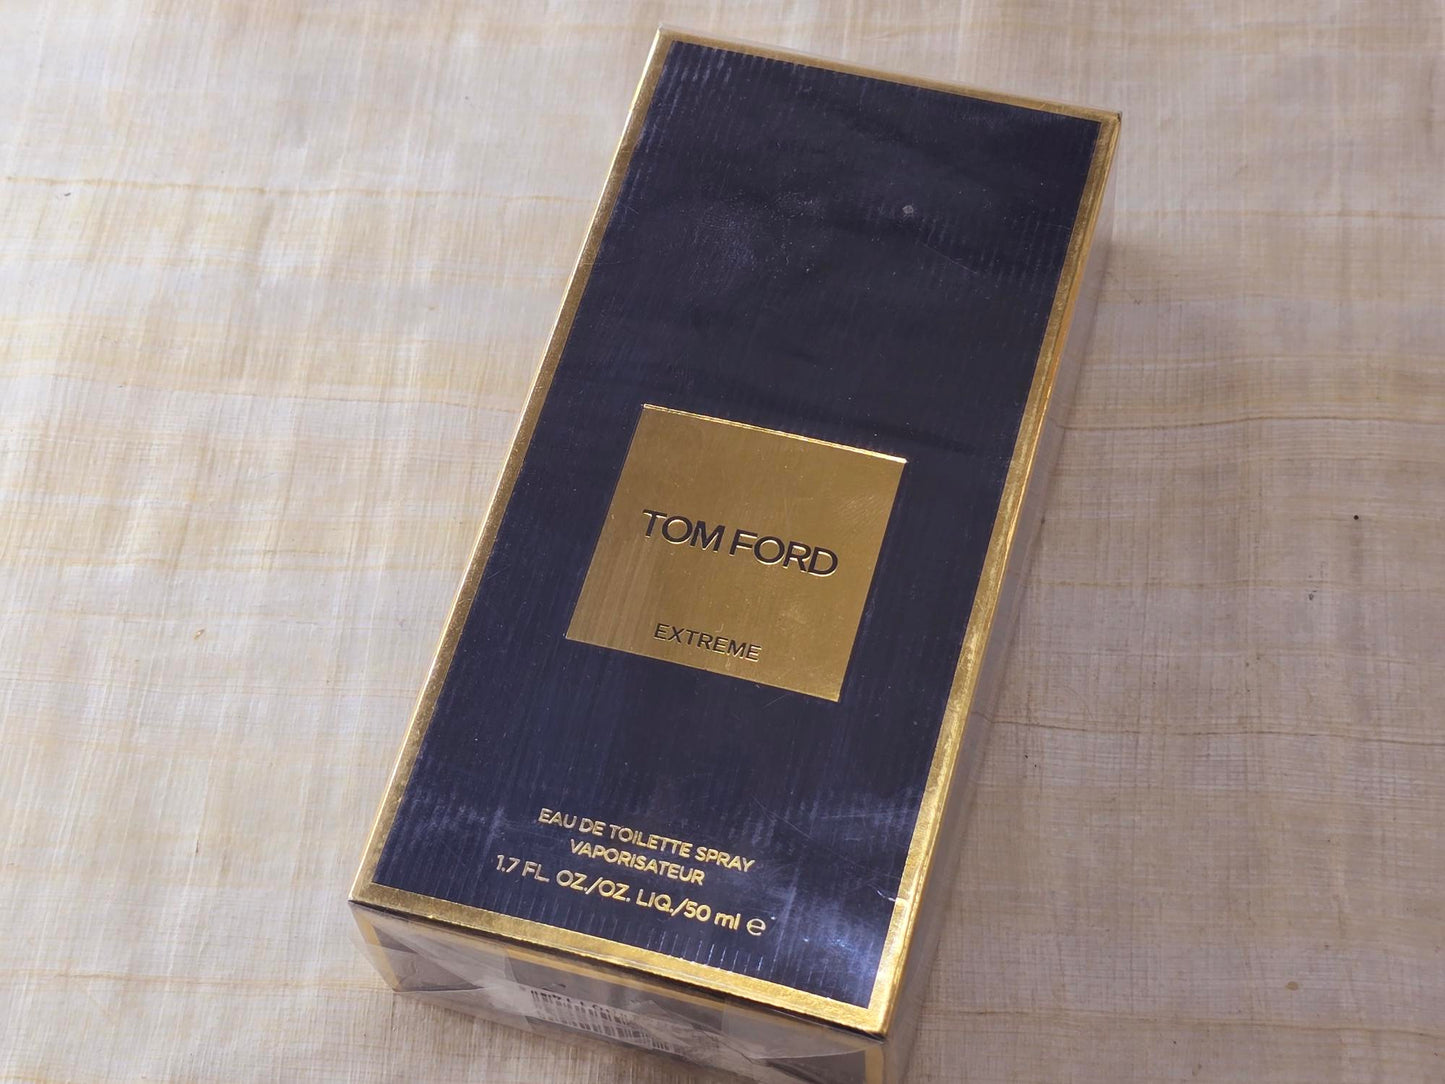 TOM FORD
EXTREME
EAU DE TOILETTE SPRAY
VAPORISATEUR
1.7 FL. OZ./OZ. LIQ./50 ml ℮